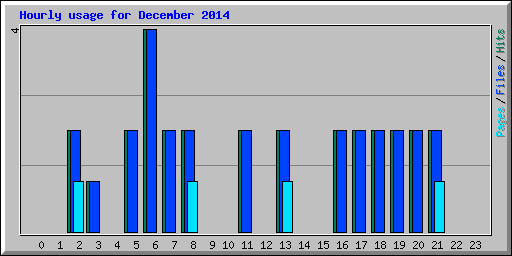 Hourly usage for December 2014
4
Pages/Files/Hits
0 1 2 3 4 5 6 7 8 9 10 11 12 13 14 15 16 17 18 19 20 21 22 23